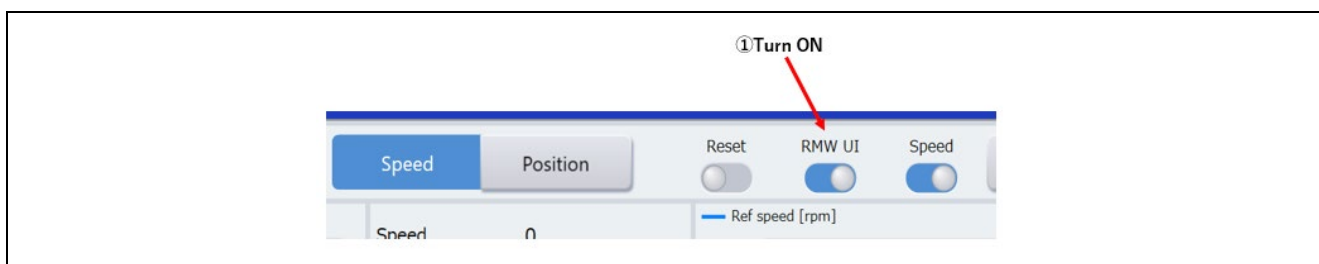 ①Turn ON
Reset RMW UI Speed
Speed Position
Ref speed [rpm]
Speed 0